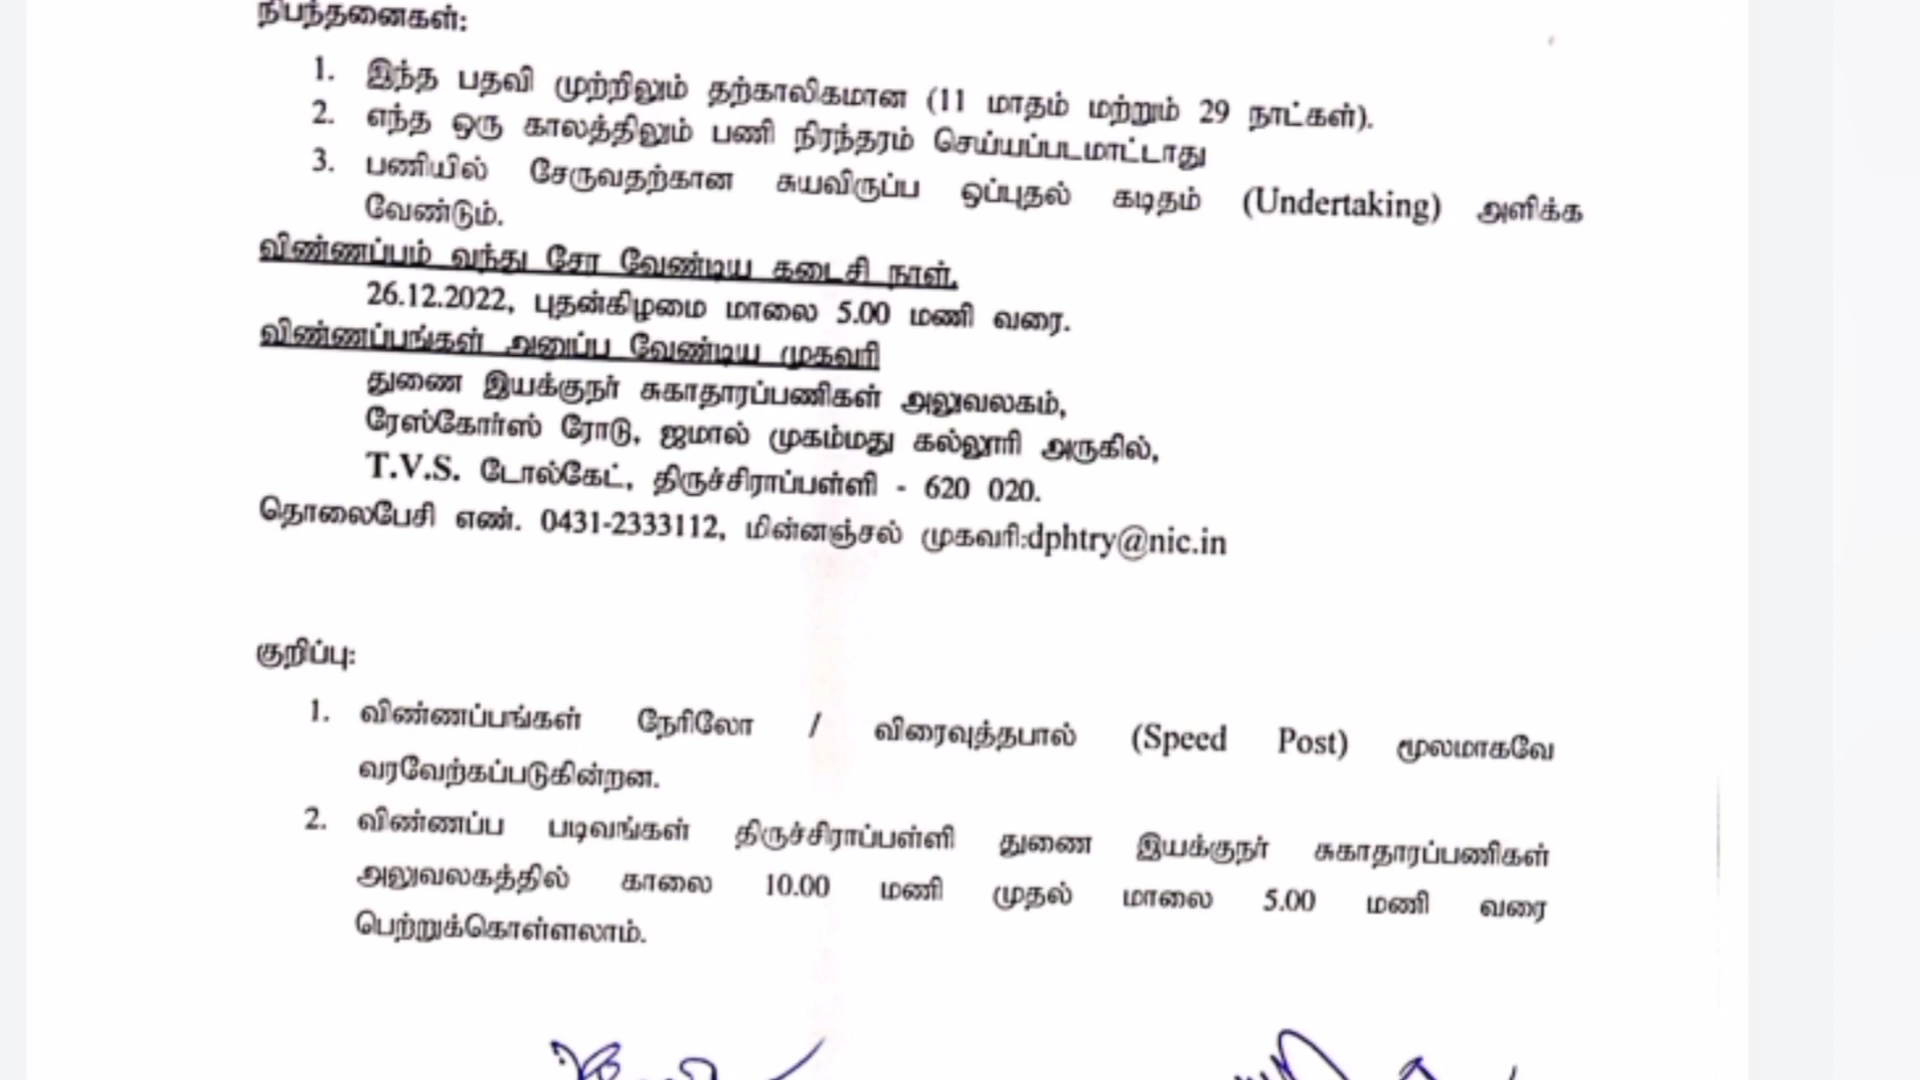 நிபந்தனைகள்:
1. இந்த பதவி முற்றிலும் தற்காலிகமான (11 மாதம் மற்றும் 29 நாட்கள்).
2. எந்த ஒரு காலத்திலும் பணி நிரந்தரம் செய்யப்படமாட்டாது
3. பணியில் சேருவதற்கான சுயவிருப்ப ஒப்புதல் கடிதம் (Undertaking) அளிக்க
வேண்டும்.
விண்ணப்பம் வந்து சேர வேண்டிய கடைசி நாள்.
26.12.2022, புதன்கிழமை மாலை 5.00 மணி வரை.
விண்ணப்பங்கள் அனுப்ப வேண்டிய முகவரி
துணை இயக்குநர் சுகாதாரப்பணிகள் அலுவலகம்,
ரேஸ்கோர்ஸ் ரோடு, ஜமால் முகம்மது கல்லூரி அருகில்,
T.V.S. டோல்கேட், திருச்சிராப்பள்ளி - 620 020.
தொலைபேசி எண். 0431-2333112, மின்னஞ்சல் முகவரி:dphtry@nic.in
குறிப்பு:
1. விண்ணப்பங்கள் நேரிலோ / விரைவுத்தபால் (Speed Post) மூலமாகவே
வரவேற்கப்படுகின்றன.
2. விண்ணப்ப படிவங்கள் திருச்சிராப்பள்ளி துணை இயக்குநர் சுகாதாரப்பணிகள்
அலுவலகத்தில் காலை 10.00 மணி முதல் மாலை 5.00 மணி வரை
பெற்றுக்கொள்ளலாம்.